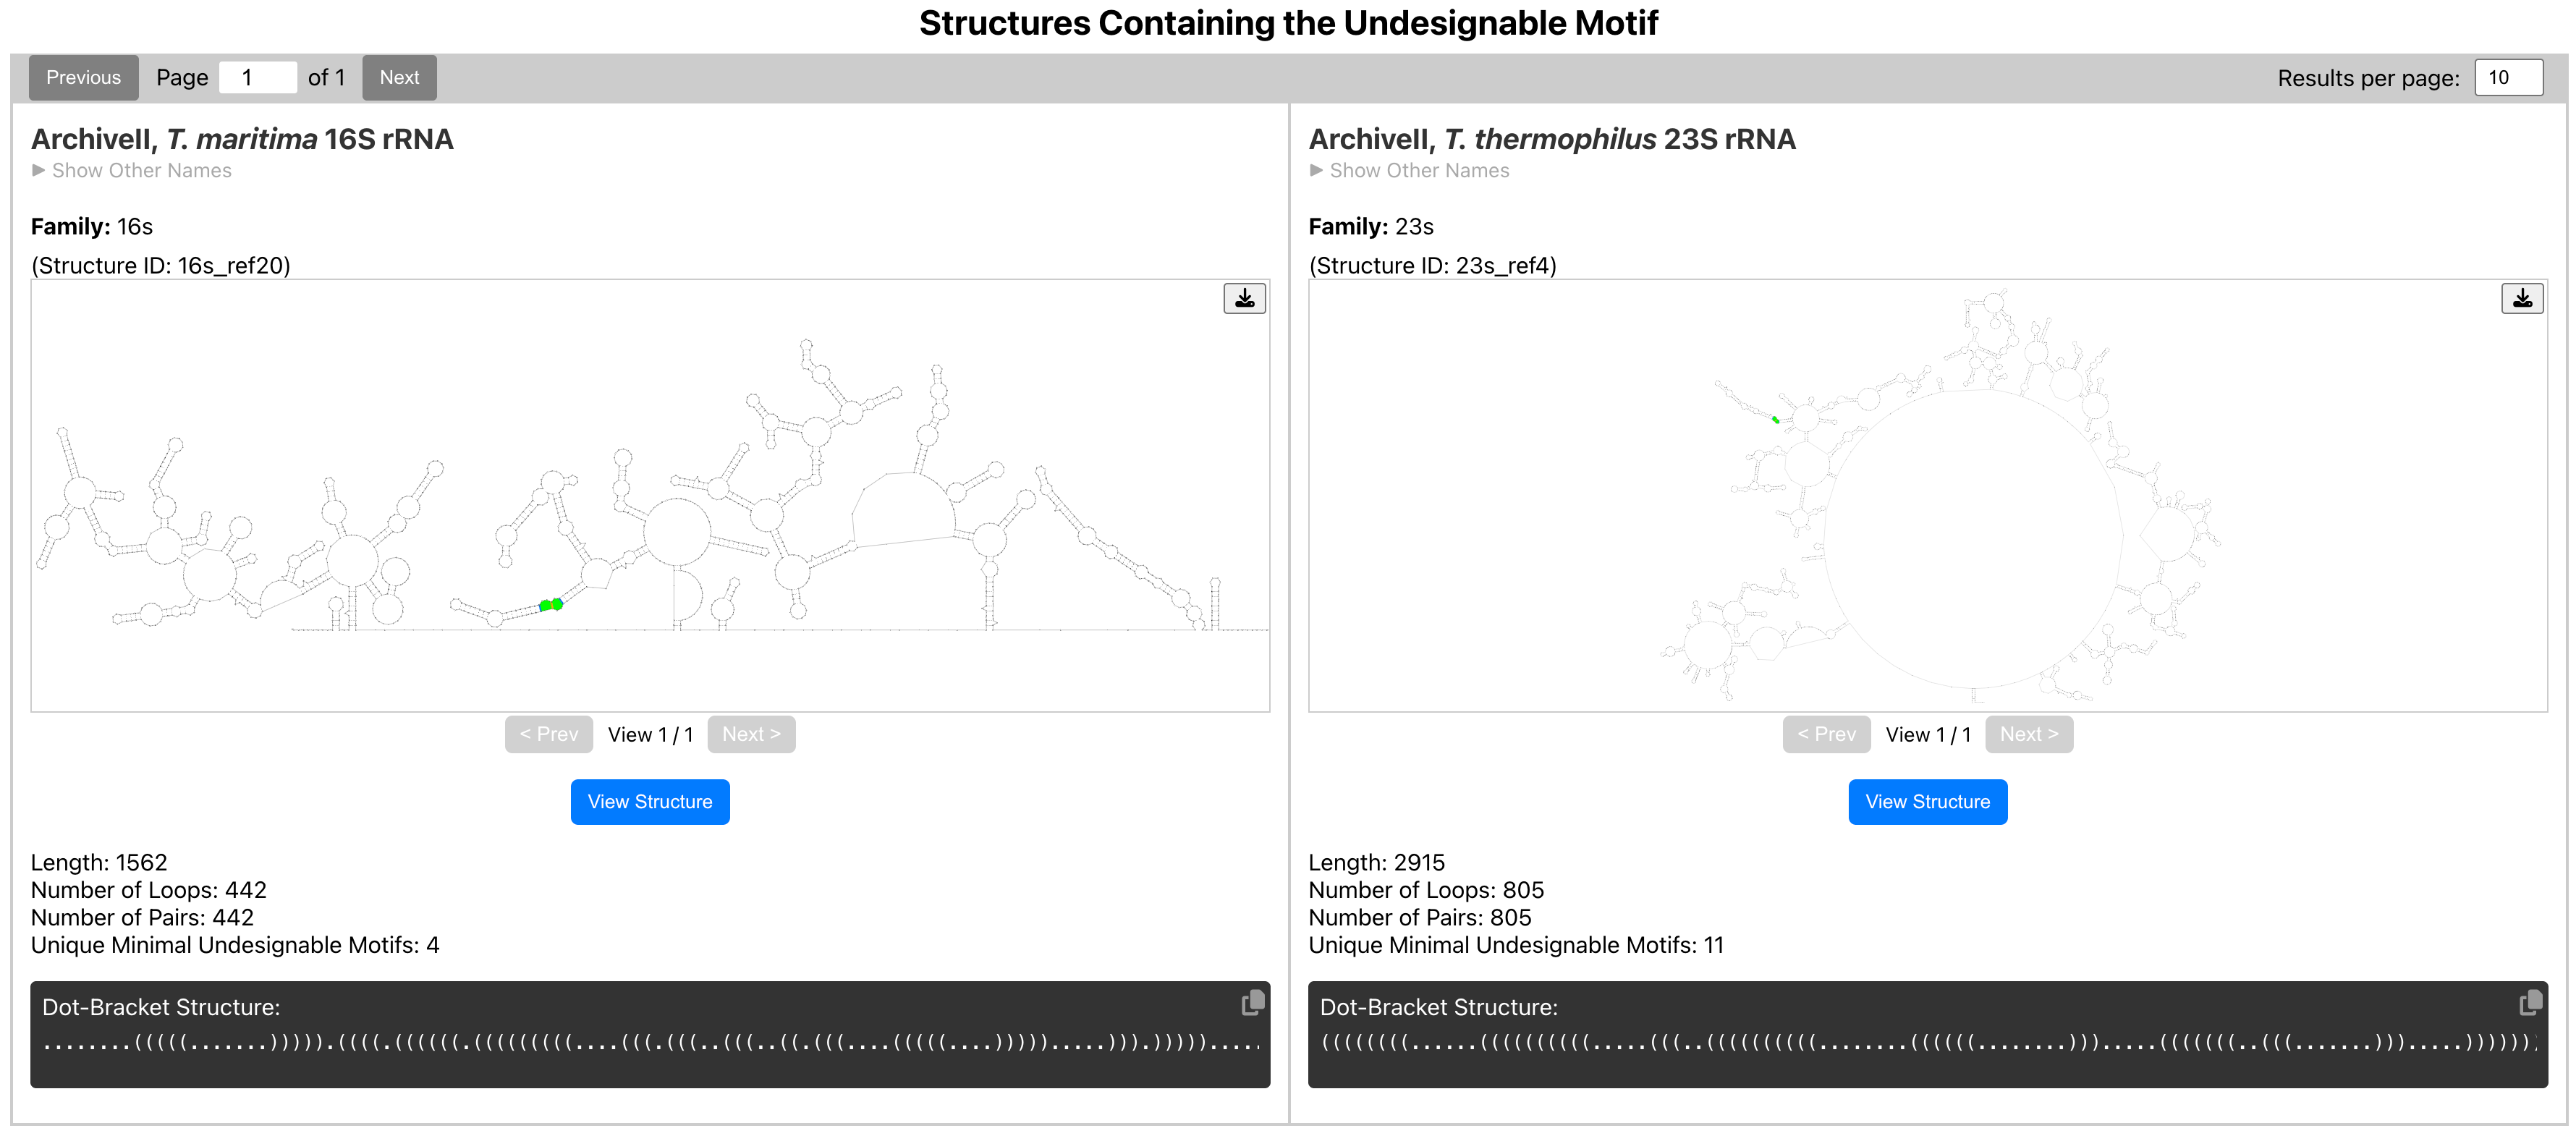 Structures Containing the Undesignable Motif
Previous Page 1 of 1 Next Results per page: 10
ArchiveII, T. maritima 16S rRNA
▶ Show Other Names
Family: 16s
(Structure ID: 16s_ref20)
< Prev View 1 / 1 Next >
View Structure
Length: 1562
Number of Loops: 442
Number of Pairs: 442
Unique Minimal Undesignable Motifs: 4
Dot-Bracket Structure:
........(((((.......))))).((((.((((((.(((((((((....(((.(((..(((..((.(((....(((((....))))).....))).))))).....
ArchiveII, T. thermophilus 23S rRNA
▶ Show Other Names
Family: 23s
(Structure ID: 23s_ref4)
< Prev View 1 / 1 Next >
View Structure
Length: 2915
Number of Loops: 805
Number of Pairs: 805
Unique Minimal Undesignable Motifs: 11
Dot-Bracket Structure:
((((((((......((((((((((.....(((..((((((((((........((((((........))).....(((((((..(((.......))).....))))))